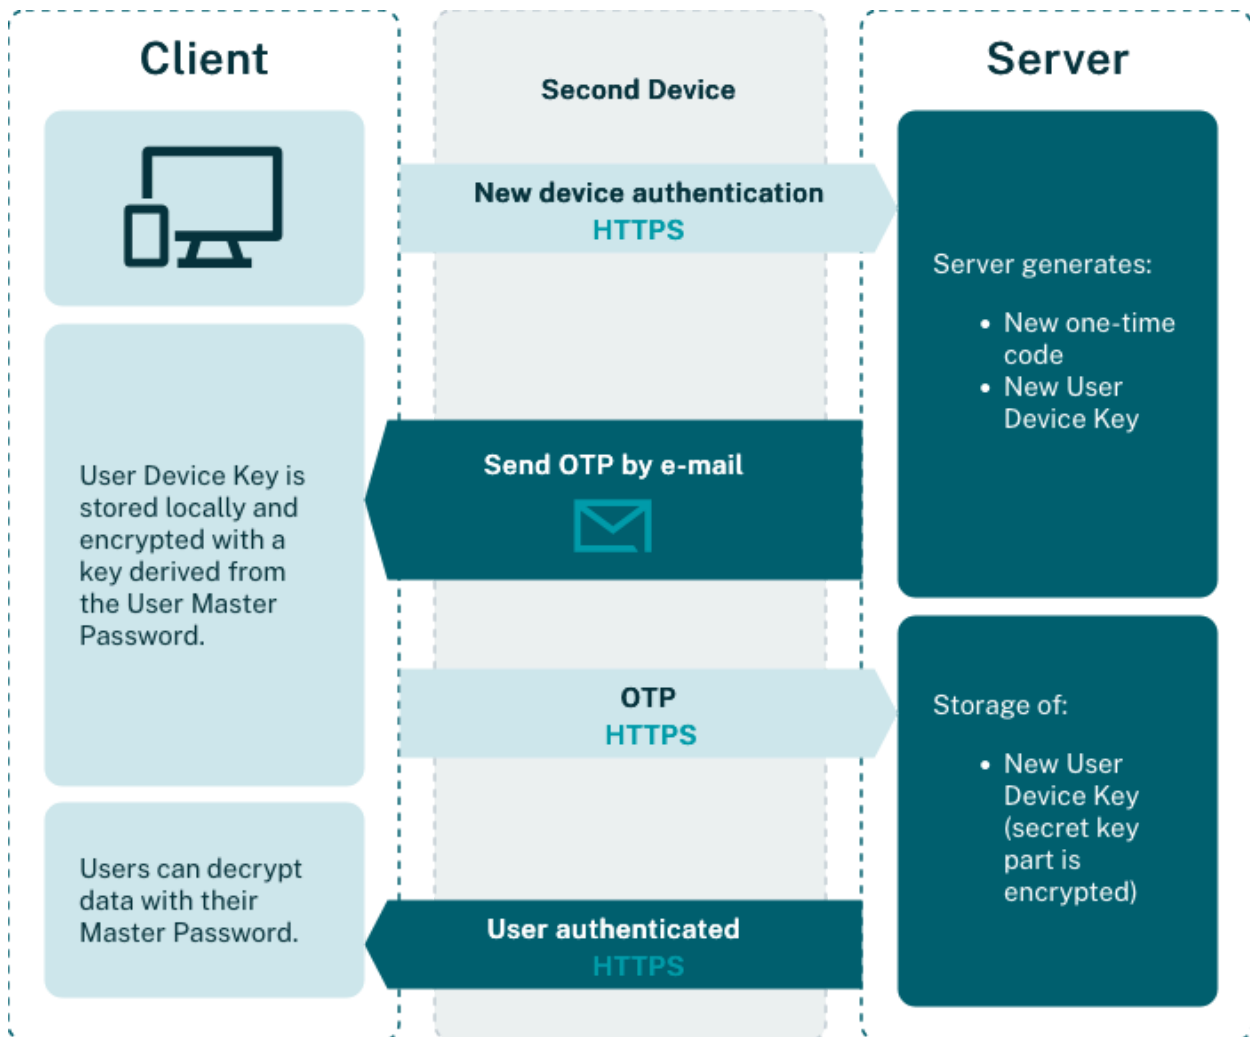 Client
Second Device
Server
New device authentication
HTTPS
Server generates:
• New one-time
code
• New User
Device Key
Send OTP by e-mail
User Device Key is
stored locally and
encrypted with a
key derived from
the User Master
Password.
OTP
HTTPS
Storage of:
• New User
Device Key
(secret key
part is
encrypted)
Users can decrypt
data with their
Master Password.
User authenticated
HTTPS